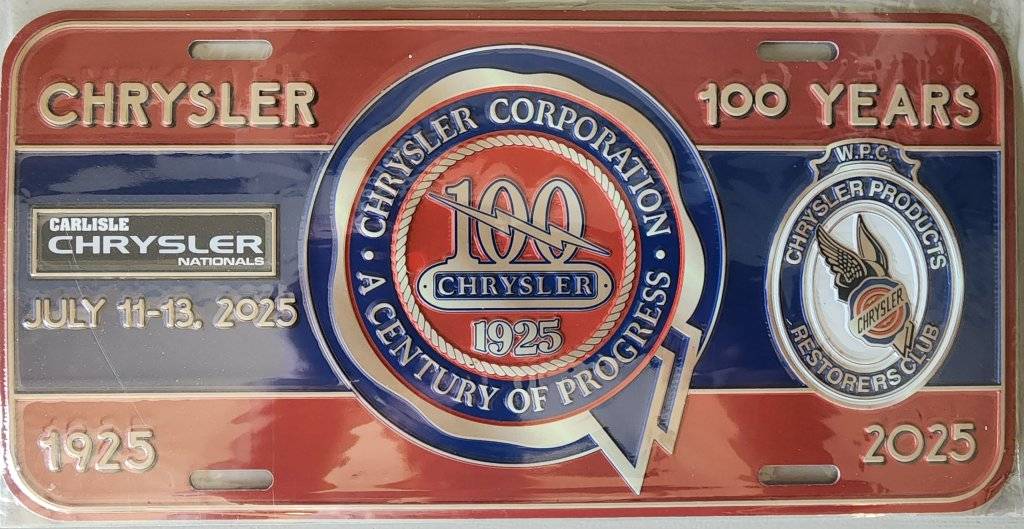 CHRYSLER
100 YEARS
CARLISLE
CHRYSLER
NATIONALS
JULY 11-13, 2025
CHRYSLER CORPORATION
• A CENTURY OF PROGRESS •
100
CHRYSLER
1925
W.P.C.
CHRYSLER PRODUCTS
CHRYSLER
RESTORERS CLUB
1925
2025